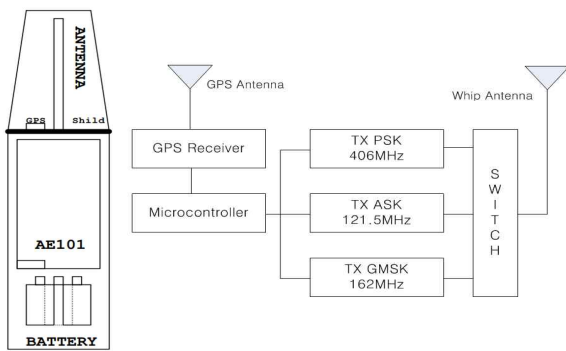 ANTENNA
GPS Shild
AE101
BATTERY
GPS Antenna
Whip Antenna
GPS Receiver
Microcontroller
TX PSK
406MHz
TX ASK
121.5MHz
TX GMSK
162MHz
SWITCH